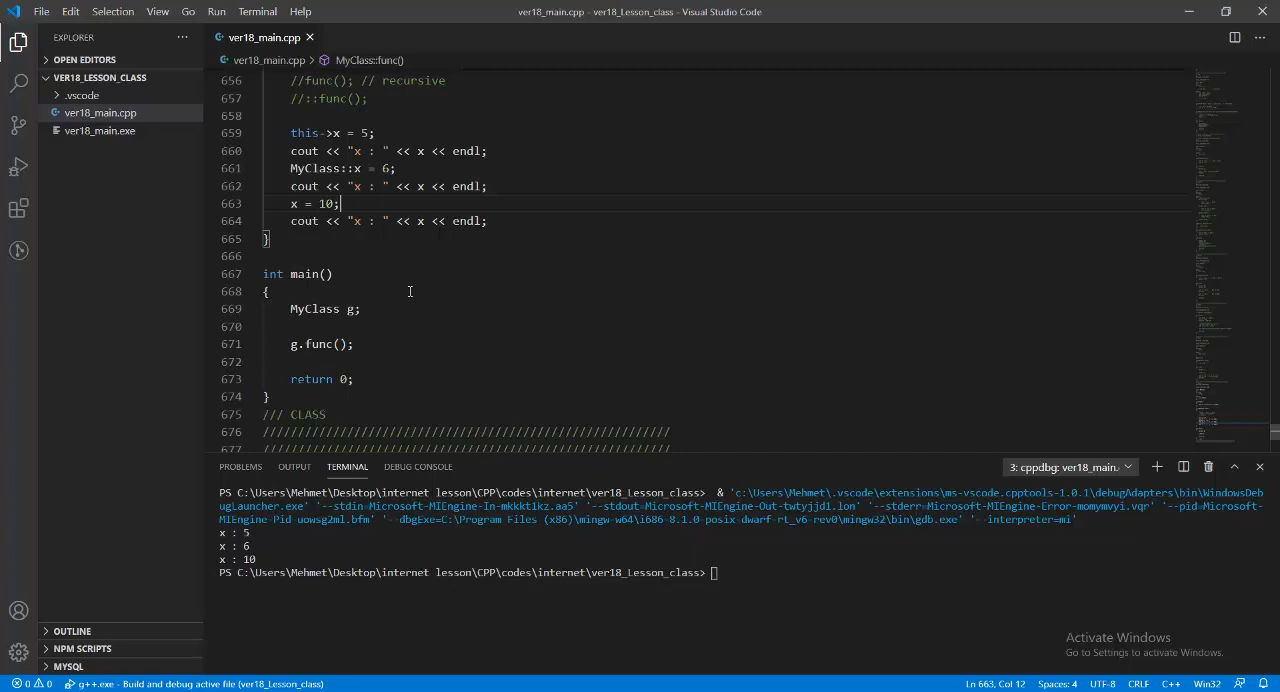 File Edit Selection View Go Run Terminal Help
ver18_main.cpp - ver18_Lesson_class - Visual Studio Code
EXPLORER
OPEN EDITORS
VER18_LESSON_CLASS
.vscode
ver18_main.cpp
ver18_main.exe
OUTLINE
NPM SCRIPTS
MYSQL
ver18_main.cpp
ver18_main.cpp > MyClass::func()
656 //func(); // recursive
657 //::func();
658
659 this->x = 5;
660 cout << "x : " << x << endl;
661 MyClass::x = 6;
662 cout << "x : " << x << endl;
663 x = 10;
664 cout << "x : " << x << endl;
665 }
666
667 int main()
668 {
669 MyClass g;
670
671 g.func();
672
673 return 0;
674 }
675 /// CLASS
676 //////////////////////////////////////////////////////////
677 //////////////////////////////////////////////////////////
PROBLEMS OUTPUT TERMINAL DEBUG CONSOLE
3: cppdbg: ver18_main.
PS C:\Users\Mehmet\Desktop\internet lesson\CPP\codes\internet\ver18_Lesson_class> & 'c:\Users\Mehmet\.vscode\extensions\ms-vscode.cpptools-1.0.1\debugAdapters\bin\WindowsDeb
ugLauncher.exe' '--stdin=Microsoft-MIEngine-In-mkkkt1kz.aa5' '--stdout=Microsoft-MIEngine-Out-twtyjjd1.lon' '--stderr=Microsoft-MIEngine-Error-momymvyi.vqr' '--pid=Microsoft-
MIEngine-Pid-uowsg2ml.bfm' '--dbgExe=C:\Program Files (x86)\mingw-w64\i686-8.1.0-posix-dwarf-rt_v6-rev0\mingw32\bin\gdb.exe' '--interpreter=mi'
x : 5
x : 6
x : 10
PS C:\Users\Mehmet\Desktop\internet lesson\CPP\codes\internet\ver18_Lesson_class>
Activate Windows
Go to Settings to activate Windows.
0 0 g++.exe - Build and debug active file (ver18_Lesson_class)
Ln 663, Col 12 Spaces: 4 UTF-8 CRLF C++ Win32